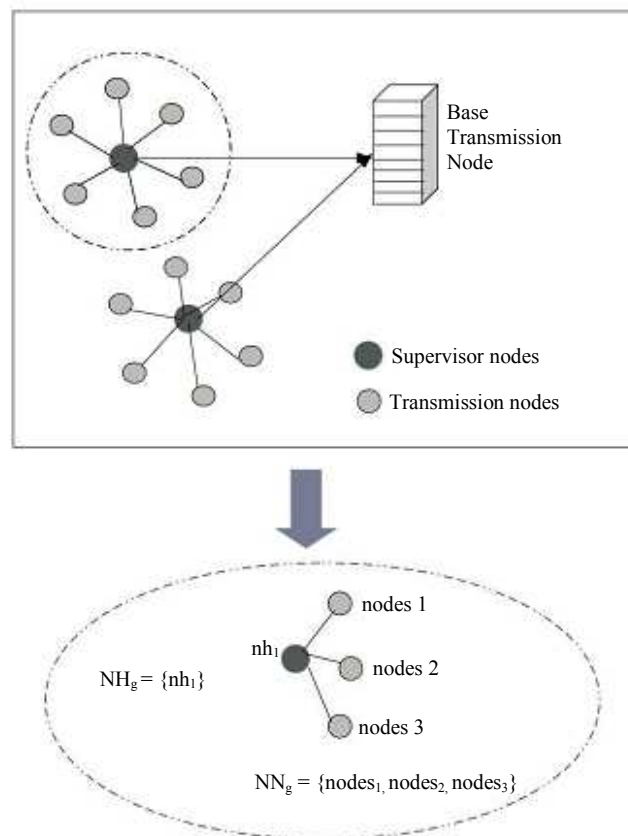 Base
Transmission
Node
Supervisor nodes
Transmission nodes
nodes 1
nh₁
nodes 2
NHg = {nh₁}
nodes 3
NNg = {nodes₁, nodes₂, nodes₃}